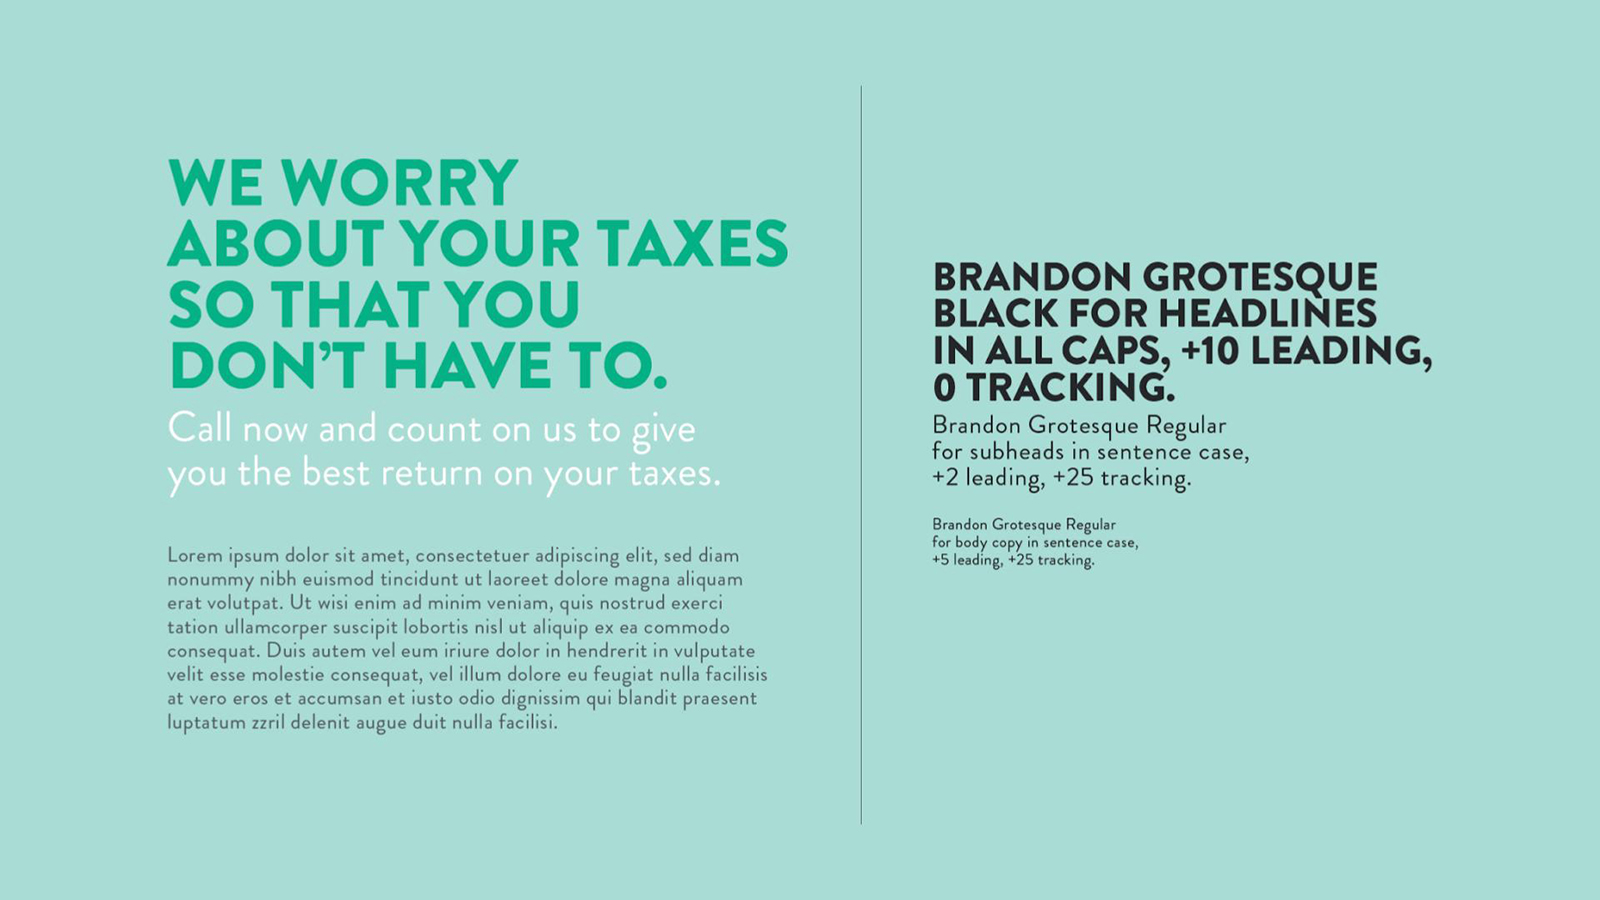 WE WORRY
ABOUT YOUR TAXES
SO THAT YOU
DON’T HAVE TO.
Call now and count on us to give
you the best return on your taxes.
Lorem ipsum dolor sit amet, consectetuer adipiscing elit, sed diam
nonummy nibh euismod tincidunt ut laoreet dolore magna aliquam
erat volutpat. Ut wisi enim ad minim veniam, quis nostrud exerci
tation ullamcorper suscipit lobortis nisl ut aliquip ex ea commodo
consequat. Duis autem vel eum iriure dolor in hendrerit in vulputate
velit esse molestie consequat, vel illum dolore eu feugiat nulla facilisis
at vero eros et accumsan et iusto odio dignissim qui blandit praesent
luptatum zzril delenit augue duit nulla facilisi.
BRANDON GROTESQUE
BLACK FOR HEADLINES
IN ALL CAPS, +10 LEADING,
0 TRACKING.
Brandon Grotesque Regular
for subheads in sentence case,
+2 leading, +25 tracking.
Brandon Grotesque Regular
for body copy in sentence case,
+5 leading, +25 tracking.